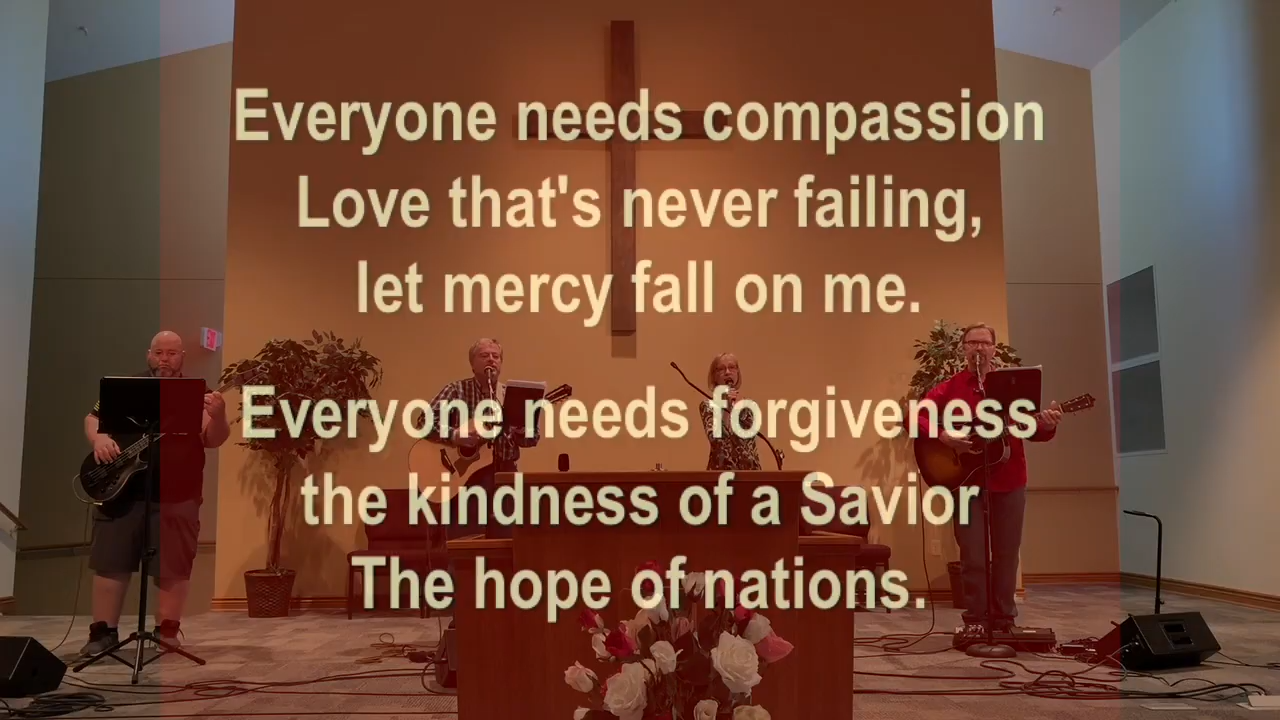 Everyone needs compassion
Love that's never failing,
let mercy fall on me.
Everyone needs forgiveness
the kindness of a Savior
The hope of nations.